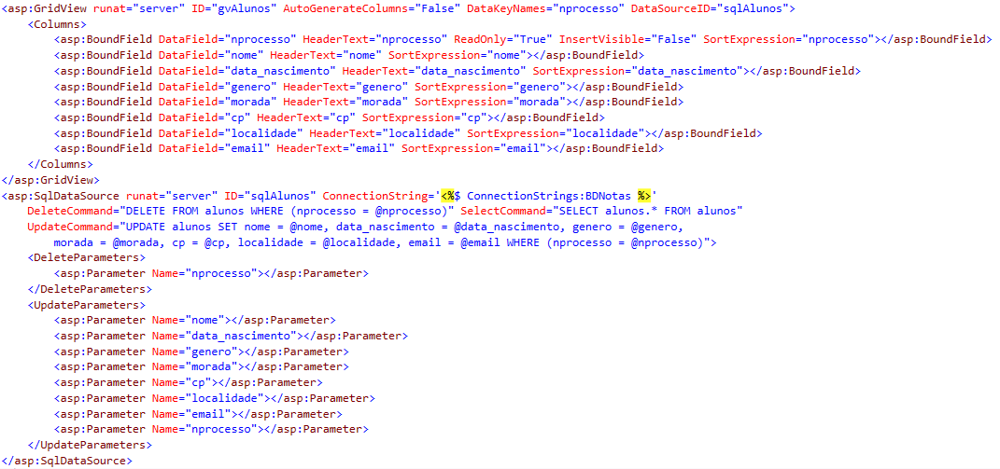 <asp:GridView runat="server" ID="gvAlunos" AutoGenerateColumns="False" DataKeyNames="nprocesso" DataSourceID="sqlAlunos">
    <Columns>
        <asp:BoundField DataField="nprocesso" HeaderText="nprocesso" ReadOnly="True" InsertVisible="False" SortExpression="nprocesso"></asp:BoundField>
        <asp:BoundField DataField="nome" HeaderText="nome" SortExpression="nome"></asp:BoundField>
        <asp:BoundField DataField="data_nascimento" HeaderText="data_nascimento" SortExpression="data_nascimento"></asp:BoundField>
        <asp:BoundField DataField="genero" HeaderText="genero" SortExpression="genero"></asp:BoundField>
        <asp:BoundField DataField="morada" HeaderText="morada" SortExpression="morada"></asp:BoundField>
        <asp:BoundField DataField="cp" HeaderText="cp" SortExpression="cp"></asp:BoundField>
        <asp:BoundField DataField="localidade" HeaderText="localidade" SortExpression="localidade"></asp:BoundField>
        <asp:BoundField DataField="email" HeaderText="email" SortExpression="email"></asp:BoundField>
    </Columns>
</asp:GridView>
<asp:SqlDataSource runat="server" ID="sqlAlunos" ConnectionString='<%$ ConnectionStrings:BDNotas %>'
    DeleteCommand="DELETE FROM alunos WHERE (nprocesso = @nprocesso)" SelectCommand="SELECT alunos.* FROM alunos"
    UpdateCommand="UPDATE alunos SET nome = @nome, data_nascimento = @data_nascimento, genero = @genero,
        morada = @morada, cp = @cp, localidade = @localidade, email = @email WHERE (nprocesso = @nprocesso)">
    <DeleteParameters>
        <asp:Parameter Name="nprocesso"></asp:Parameter>
    </DeleteParameters>
    <UpdateParameters>
        <asp:Parameter Name="nome"></asp:Parameter>
        <asp:Parameter Name="data_nascimento"></asp:Parameter>
        <asp:Parameter Name="genero"></asp:Parameter>
        <asp:Parameter Name="morada"></asp:Parameter>
        <asp:Parameter Name="cp"></asp:Parameter>
        <asp:Parameter Name="localidade"></asp:Parameter>
        <asp:Parameter Name="email"></asp:Parameter>
        <asp:Parameter Name="nprocesso"></asp:Parameter>
    </UpdateParameters>
</asp:SqlDataSource>